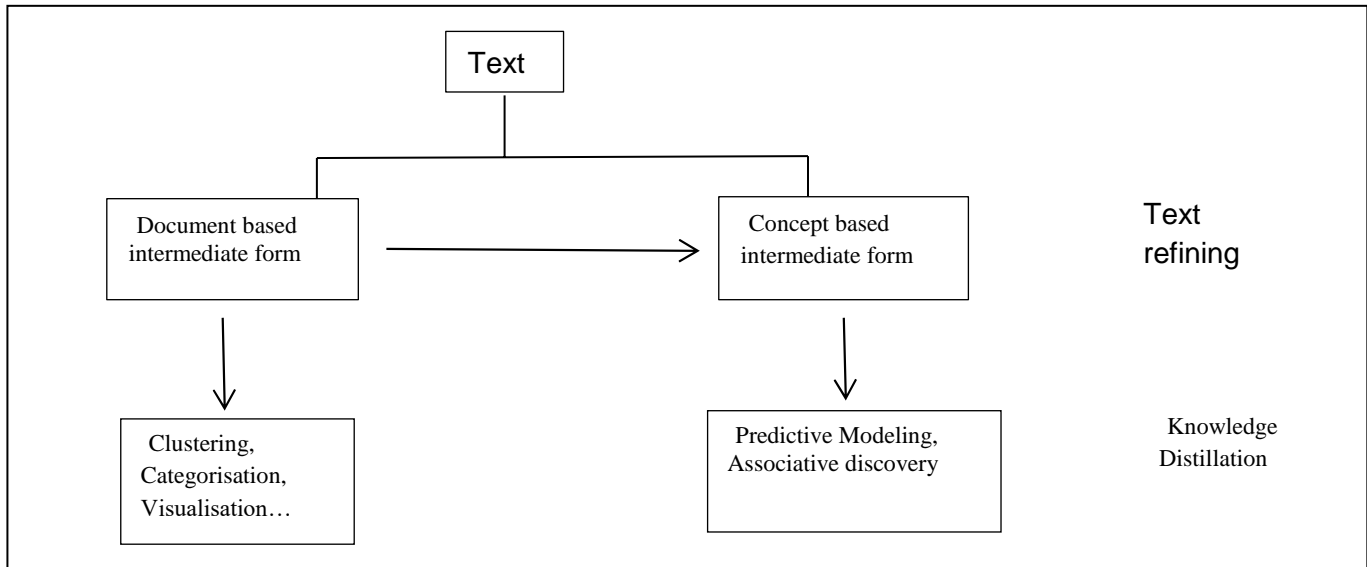 Text
Document based
intermediate form
Concept based
intermediate form
Text
refining
Clustering,
Categorisation,
Visualisation…
Predictive Modeling,
Associative discovery
Knowledge
Distillation